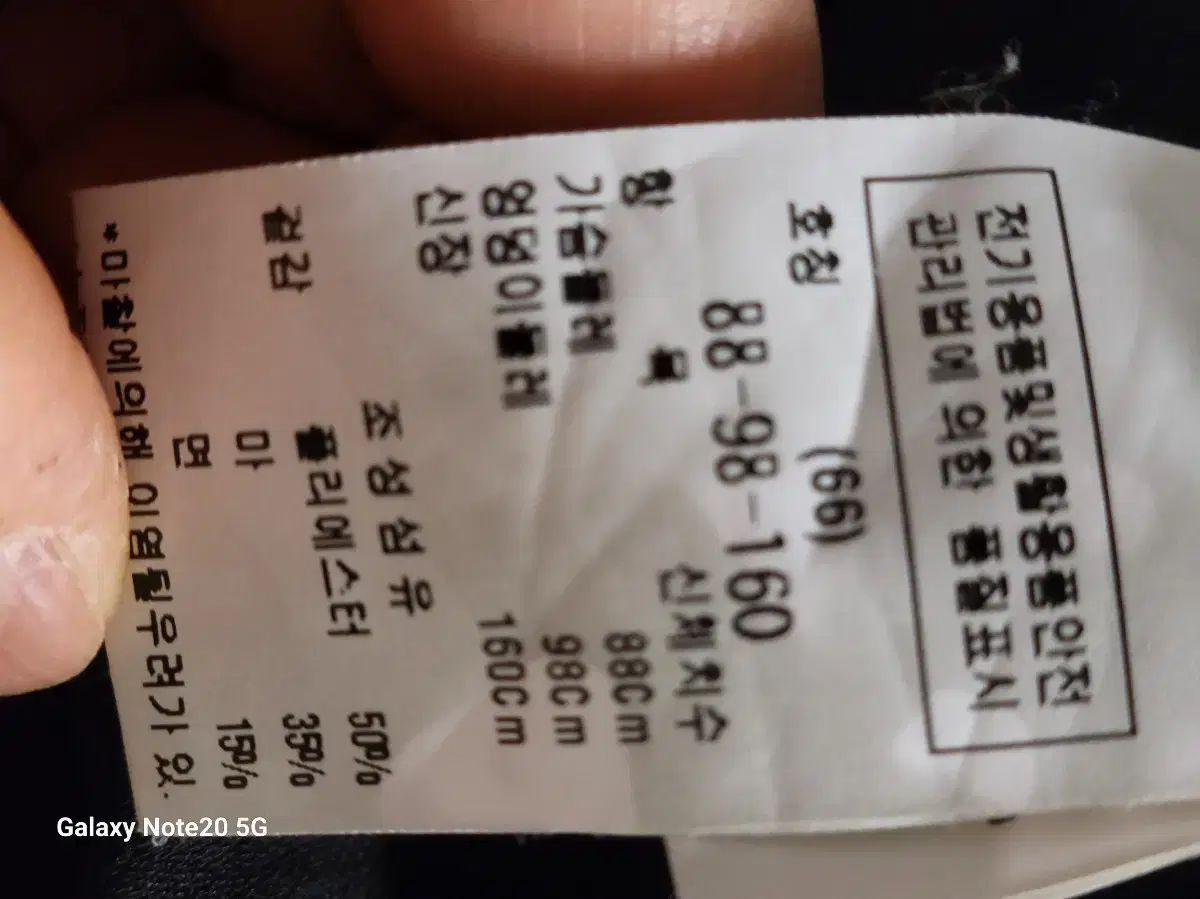 전기용품및생활용품안전
관리법에 의한 품질표시
호칭 (66)
88-98-160
항 목 신체치수
가슴둘레 88Cm
엉덩이둘레 98Cm
신장 160Cm
조성섬유
겉감 폴리에스터 50%
마 35%
면 15%
*마찰에의해 이염될우려가 있.
Galaxy Note20 5G